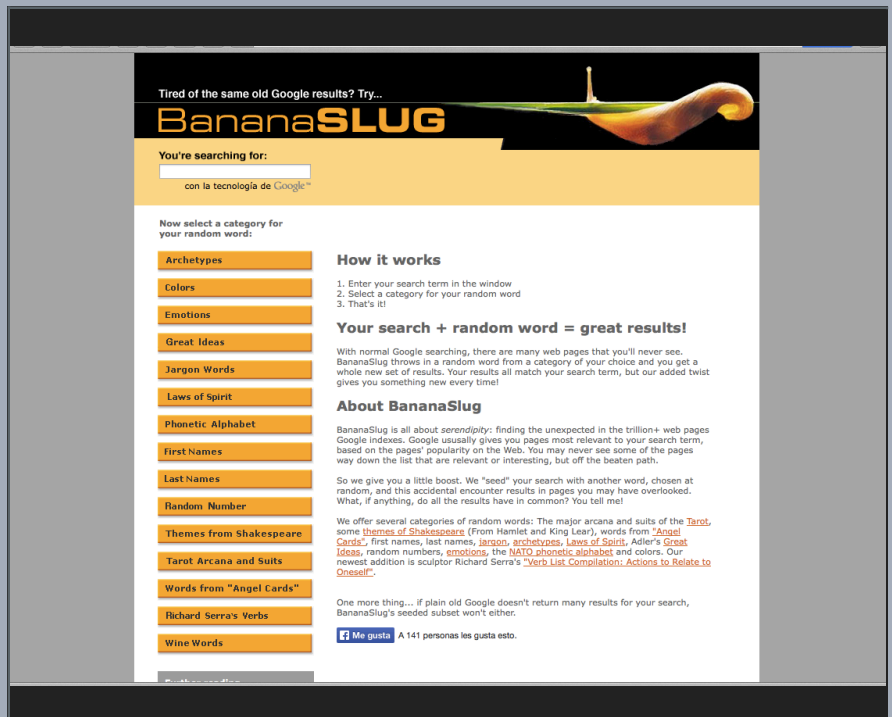 Tired of the same old Google results? Try...
BananaSLUG
You're searching for:
con la tecnología de Google™
Now select a category for
your random word:
Archetypes
Colors
Emotions
Great Ideas
Jargon Words
Laws of Spirit
Phonetic Alphabet
First Names
Last Names
Random Number
Themes from Shakespeare
Tarot Arcana and Suits
Words from "Angel Cards"
Richard Serra's Verbs
Wine Words
Further reading
How it works
1. Enter your search term in the window
2. Select a category for your random word
3. That's it!
Your search + random word = great results!
With normal Google searching, there are many web pages that you'll never see.
BananaSlug throws in a random word from a category of your choice and you get a
whole new set of results. Your results all match your search term, but our added twist
gives you something new every time!
About BananaSlug
BananaSlug is all about serendipity: finding the unexpected in the trillion+ web pages
Google indexes. Google ususally gives you pages most relevant to your search term,
based on the pages' popularity on the Web. You may never see some of the pages
way down the list that are relevant or interesting, but off the beaten path.
So we give you a little boost. We "seed" your search with another word, chosen at
random, and this accidental encounter results in pages you may have overlooked.
What, if anything, do all the results have in common? You tell me!
We offer several categories of random words: The major arcana and suits of the Tarot,
some themes of Shakespeare (From Hamlet and King Lear), words from "Angel
Cards", first names, last names, jargon, archetypes, Laws of Spirit, Adler's Great
Ideas, random numbers, emotions, the NATO phonetic alphabet and colors. Our
newest addition is sculptor Richard Serra's "Verb List Compilation: Actions to Relate to
Oneself".
One more thing... if plain old Google doesn't return many results for your search,
BananaSlug's seeded subset won't either.
Me gusta A 141 personas les gusta esto.